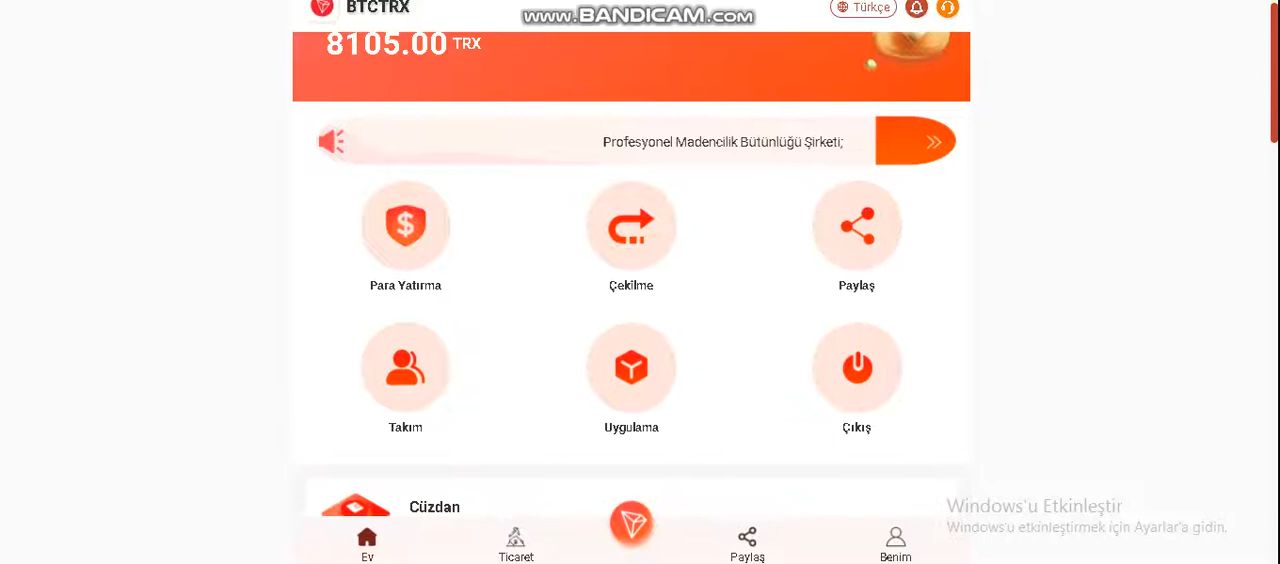 BTCTRX
www.BANDICAM.com
Türkçe
8105.00 TRX
Profesyonel Madencilik Bütünlüğü Şirketi;
Para Yatırma
Çekilme
Paylaş
Takım
Uygulama
Çıkış
Cüzdan
Windows'u Etkinleştir
Windows'u etkinleştirmek için Ayarlar'a gidin.
Ev
Ticaret
Paylaş
Benim